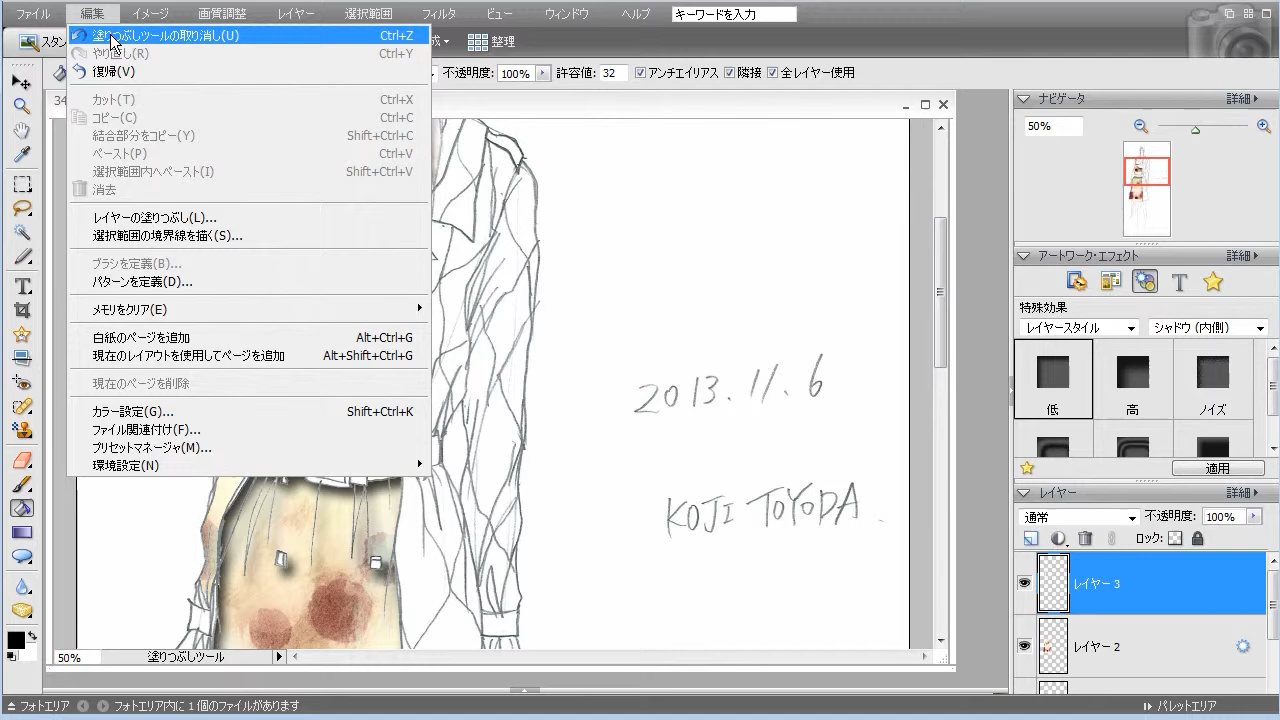 ファイル 編集 イメージ 画質調整 レイヤー 選択範囲 フィルタ ビュー ウィンドウ ヘルプ キーワードを入力
整理
不透明度: 100% 許容値: 32 アンチエイリアス 隣接 全レイヤー使用
塗りつぶしツールの取り消し(U) Ctrl+Z
やり直し(R) Ctrl+Y
復帰(V)
カット(T) Ctrl+X
コピー(C) Ctrl+C
結合部分をコピー(Y) Shift+Ctrl+C
ペースト(P) Ctrl+V
選択範囲内へペースト(I) Shift+Ctrl+V
消去
レイヤーの塗りつぶし(L)...
選択範囲の境界線を描く(S)...
ブラシを定義(B)...
パターンを定義(D)...
メモリをクリア(E)
白紙のページを追加 Alt+Ctrl+G
現在のレイアウトを使用してページを追加 Alt+Shift+Ctrl+G
現在のページを削除
カラー設定(G)... Shift+Ctrl+K
ファイル関連付け(F)...
プリセットマネージャ(M)...
環境設定(N)
2013.11.6
KOJI TOYODA.
50% 塗りつぶしツール
ナビゲータ 詳細
50%
アートワーク・エフェクト 詳細
特殊効果
レイヤースタイル シャドウ (内側)
低 高 ノイズ
適用
レイヤー 詳細
通常 不透明度: 100%
ロック:
レイヤー 3
レイヤー 2
フォトエリア フォトエリア内に 1 個のファイルがあります パレットエリア